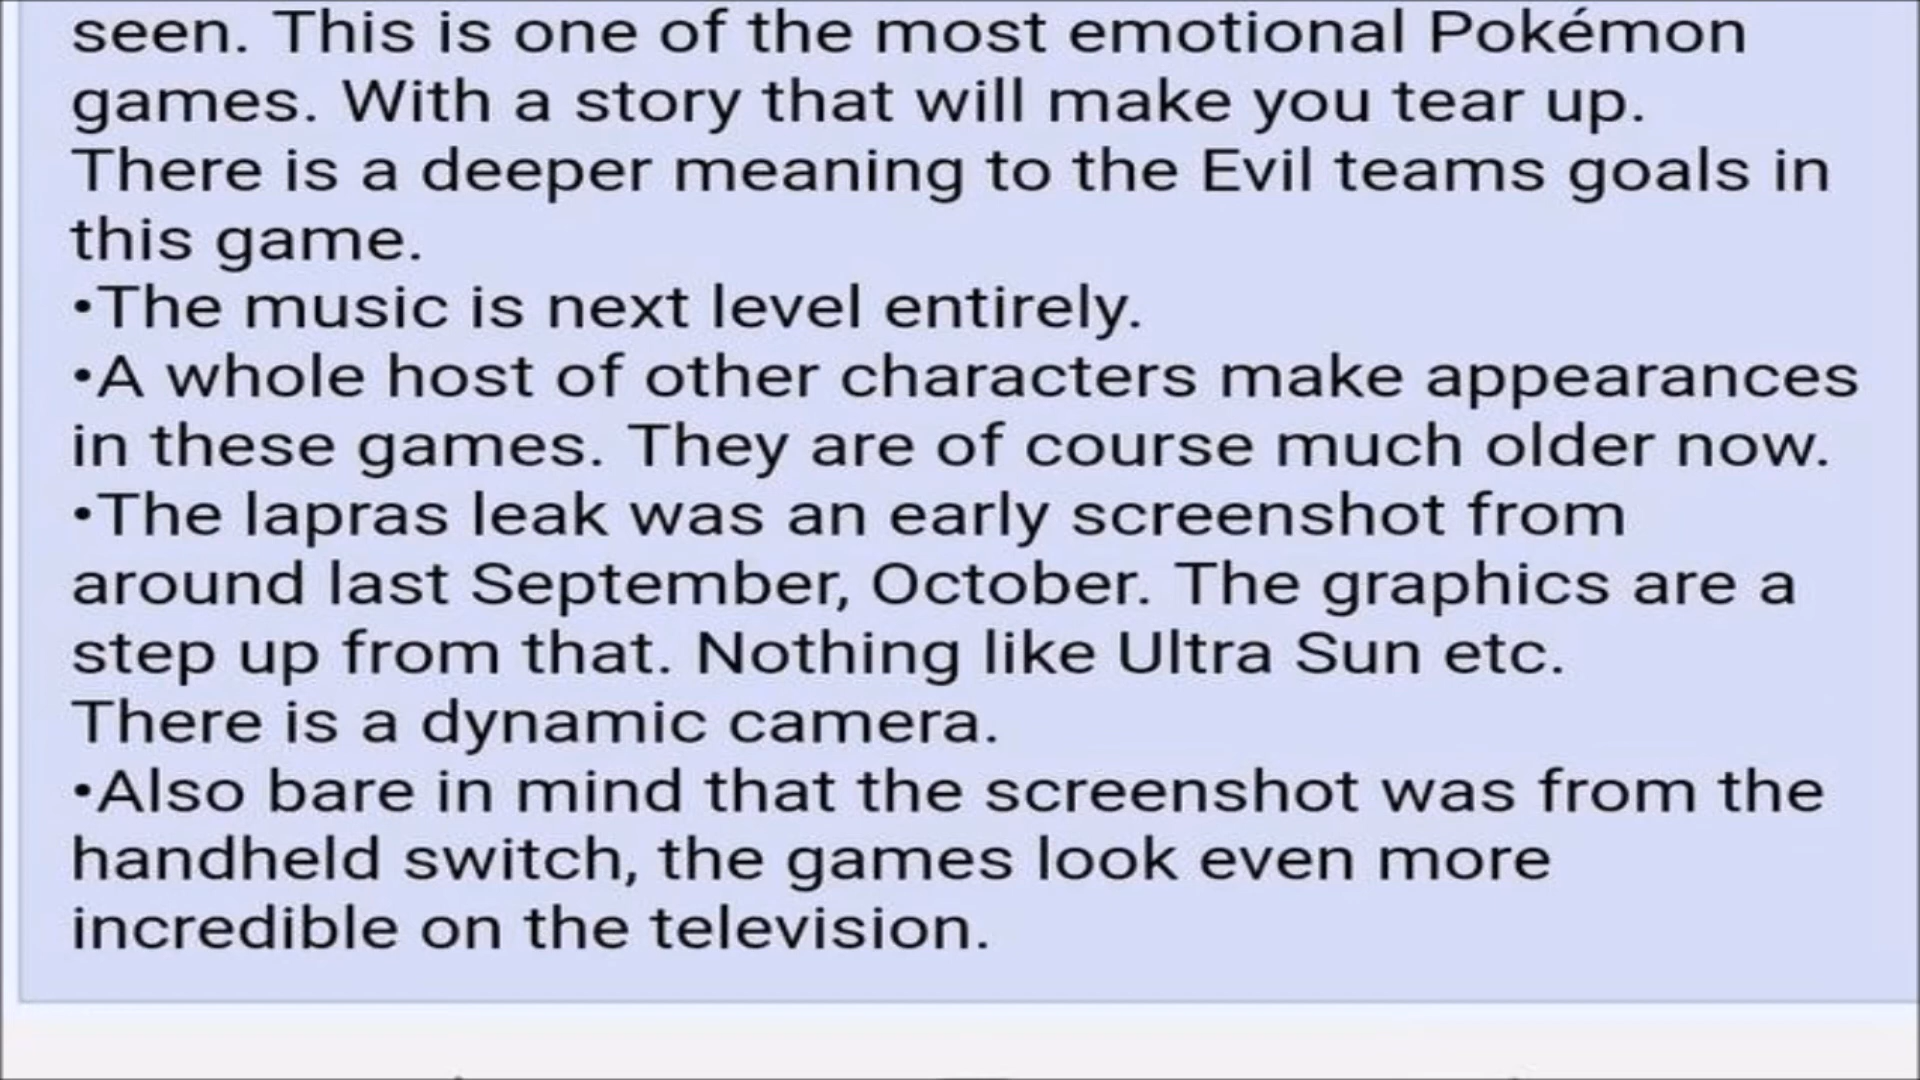 seen. This is one of the most emotional Pokémon
games. With a story that will make you tear up.
There is a deeper meaning to the Evil teams goals in
this game.
•The music is next level entirely.
•A whole host of other characters make appearances
in these games. They are of course much older now.
•The lapras leak was an early screenshot from
around last September, October. The graphics are a
step up from that. Nothing like Ultra Sun etc.
There is a dynamic camera.
•Also bare in mind that the screenshot was from the
handheld switch, the games look even more
incredible on the television.